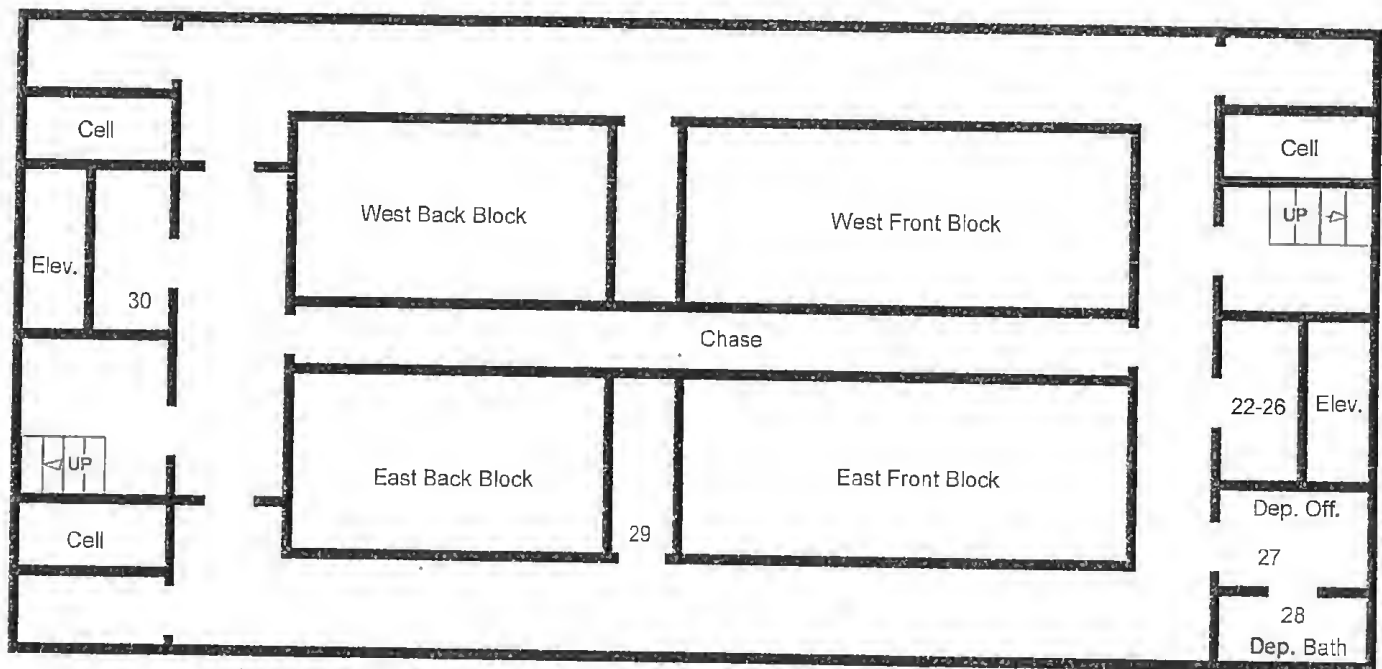 Cell
Cell
West Back Block
West Front Block
UP
Elev.
30
Chase
22-26
Elev.
UP
East Back Block
East Front Block
Dep. Off.
Cell
29
27
28
Dep. Bath